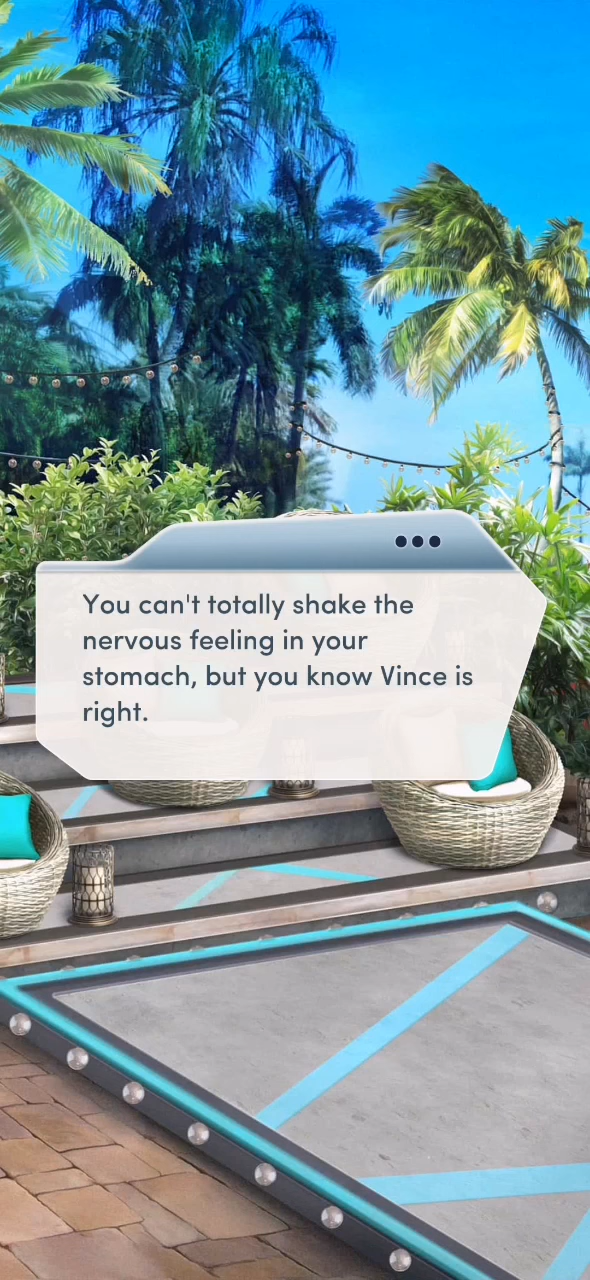 You can't totally shake the
nervous feeling in your
stomach, but you know Vince is
right.